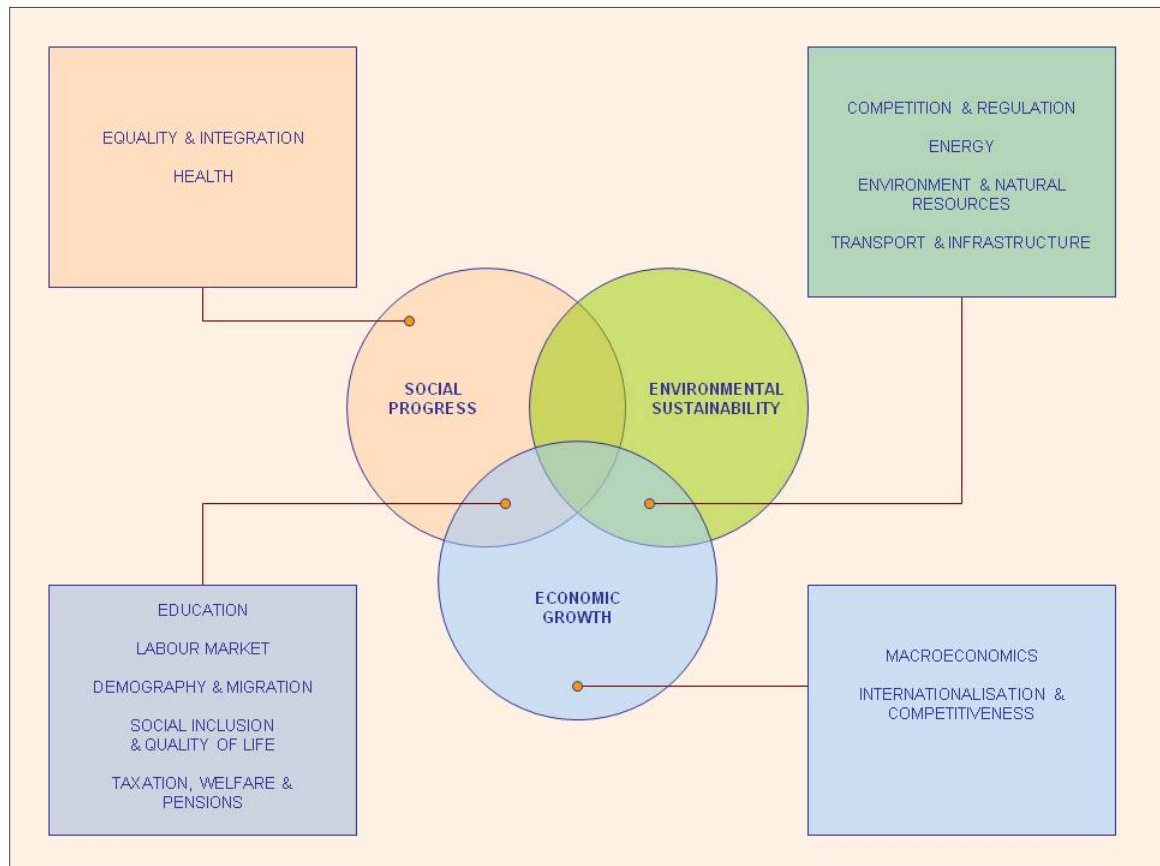 EQUALITY & INTEGRATION
HEALTH
COMPETITION & REGULATION
ENERGY
ENVIRONMENT & NATURAL
RESOURCES
TRANSPORT & INFRASTRUCTURE
SOCIAL
PROGRESS
ENVIRONMENTAL
SUSTAINABILITY
ECONOMIC
GROWTH
EDUCATION
LABOUR MARKET
DEMOGRAPHY & MIGRATION
SOCIAL INCLUSION
& QUALITY OF LIFE
TAXATION, WELFARE &
PENSIONS
MACROECONOMICS
INTERNATIONALISATION &
COMPETITIVENESS